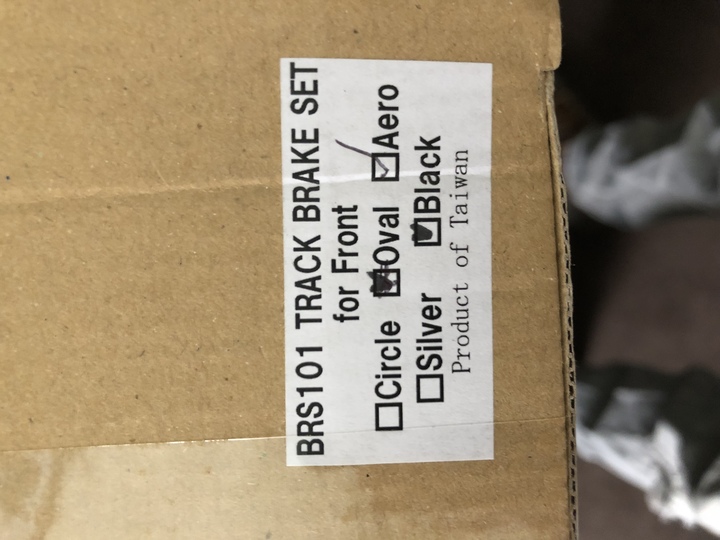 BRS101 TRACK BRAKE SET
for Front
Circle Oval Aero
Silver Black
Product of Taiwan